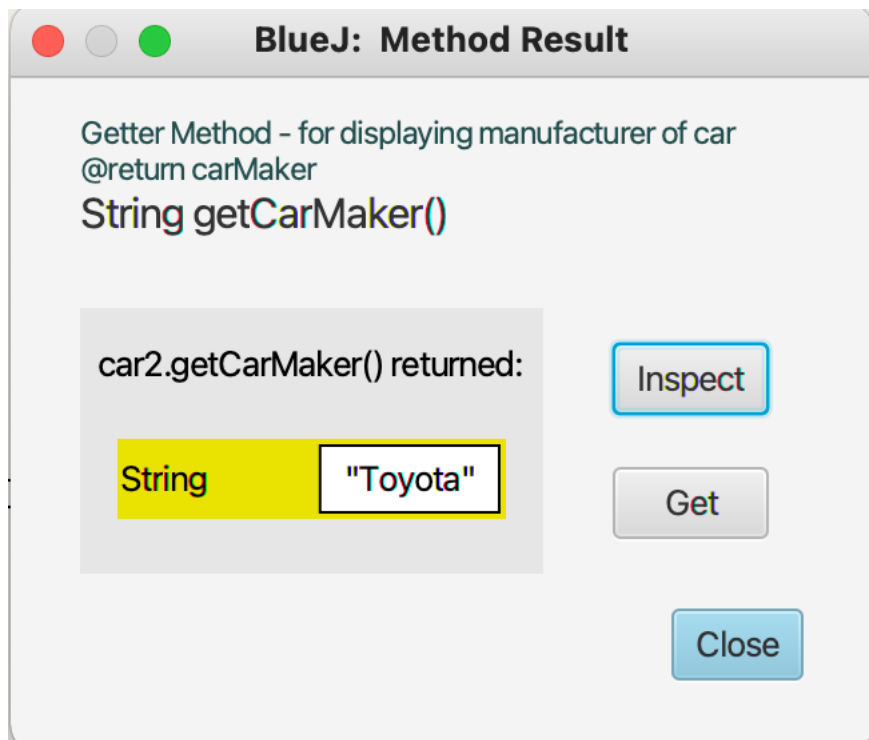 BlueJ: Method Result
Getter Method - for displaying manufacturer of car
@return carMaker
String getCarMaker()
car2.getCarMaker() returned:
Inspect
String "Toyota"
Get
Close